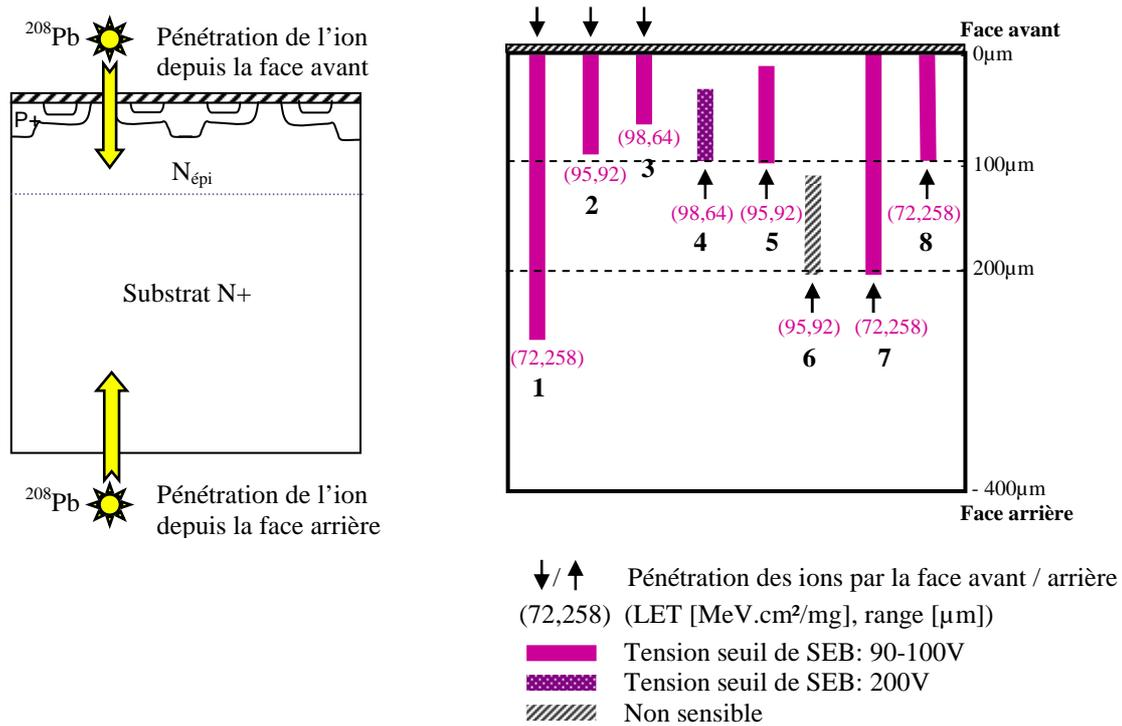 ²⁰⁸Pb
Pénétration de l’ion
depuis la face avant
P+
Népi
Substrat N+
²⁰⁸Pb
Pénétration de l’ion
depuis la face arrière
Face avant
0µm
(98,64)
3
(95,92)
2
100µm
(98,64)
4
(95,92)
5
(72,258)
8
200µm
(95,92)
6
(72,258)
7
(72,258)
1
- 400µm
Face arrière
/ Pénétration des ions par la face avant / arrière
(72,258) (LET [MeV.cm²/mg], range [µm])
Tension seuil de SEB: 90-100V
Tension seuil de SEB: 200V
Non sensible